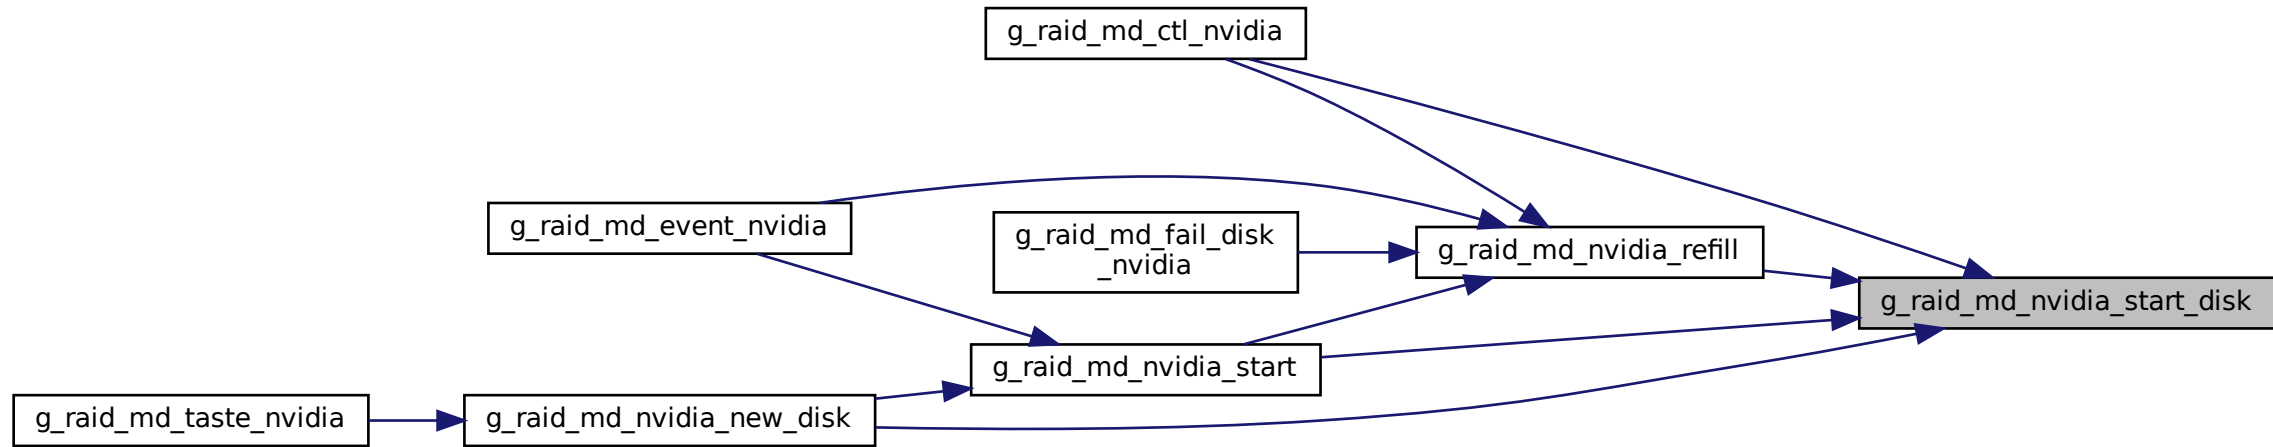 g_raid_md_ctl_nvidia
g_raid_md_event_nvidia
g_raid_md_fail_disk
_nvidia
g_raid_md_nvidia_refill
g_raid_md_nvidia_start_disk
g_raid_md_nvidia_start
g_raid_md_taste_nvidia
g_raid_md_nvidia_new_disk